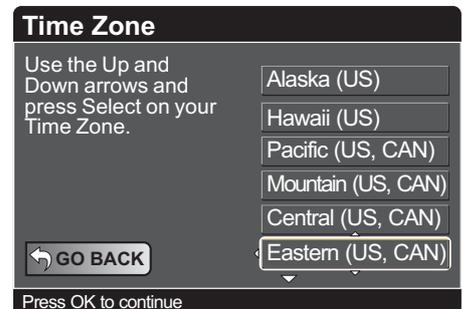 Time Zone
Use the Up and
Down arrows and
press Select on your
Time Zone.
Alaska (US)
Hawaii (US)
Pacific (US, CAN)
Mountain (US, CAN)
Central (US, CAN)
Eastern (US, CAN)
GO BACK
Press OK to continue